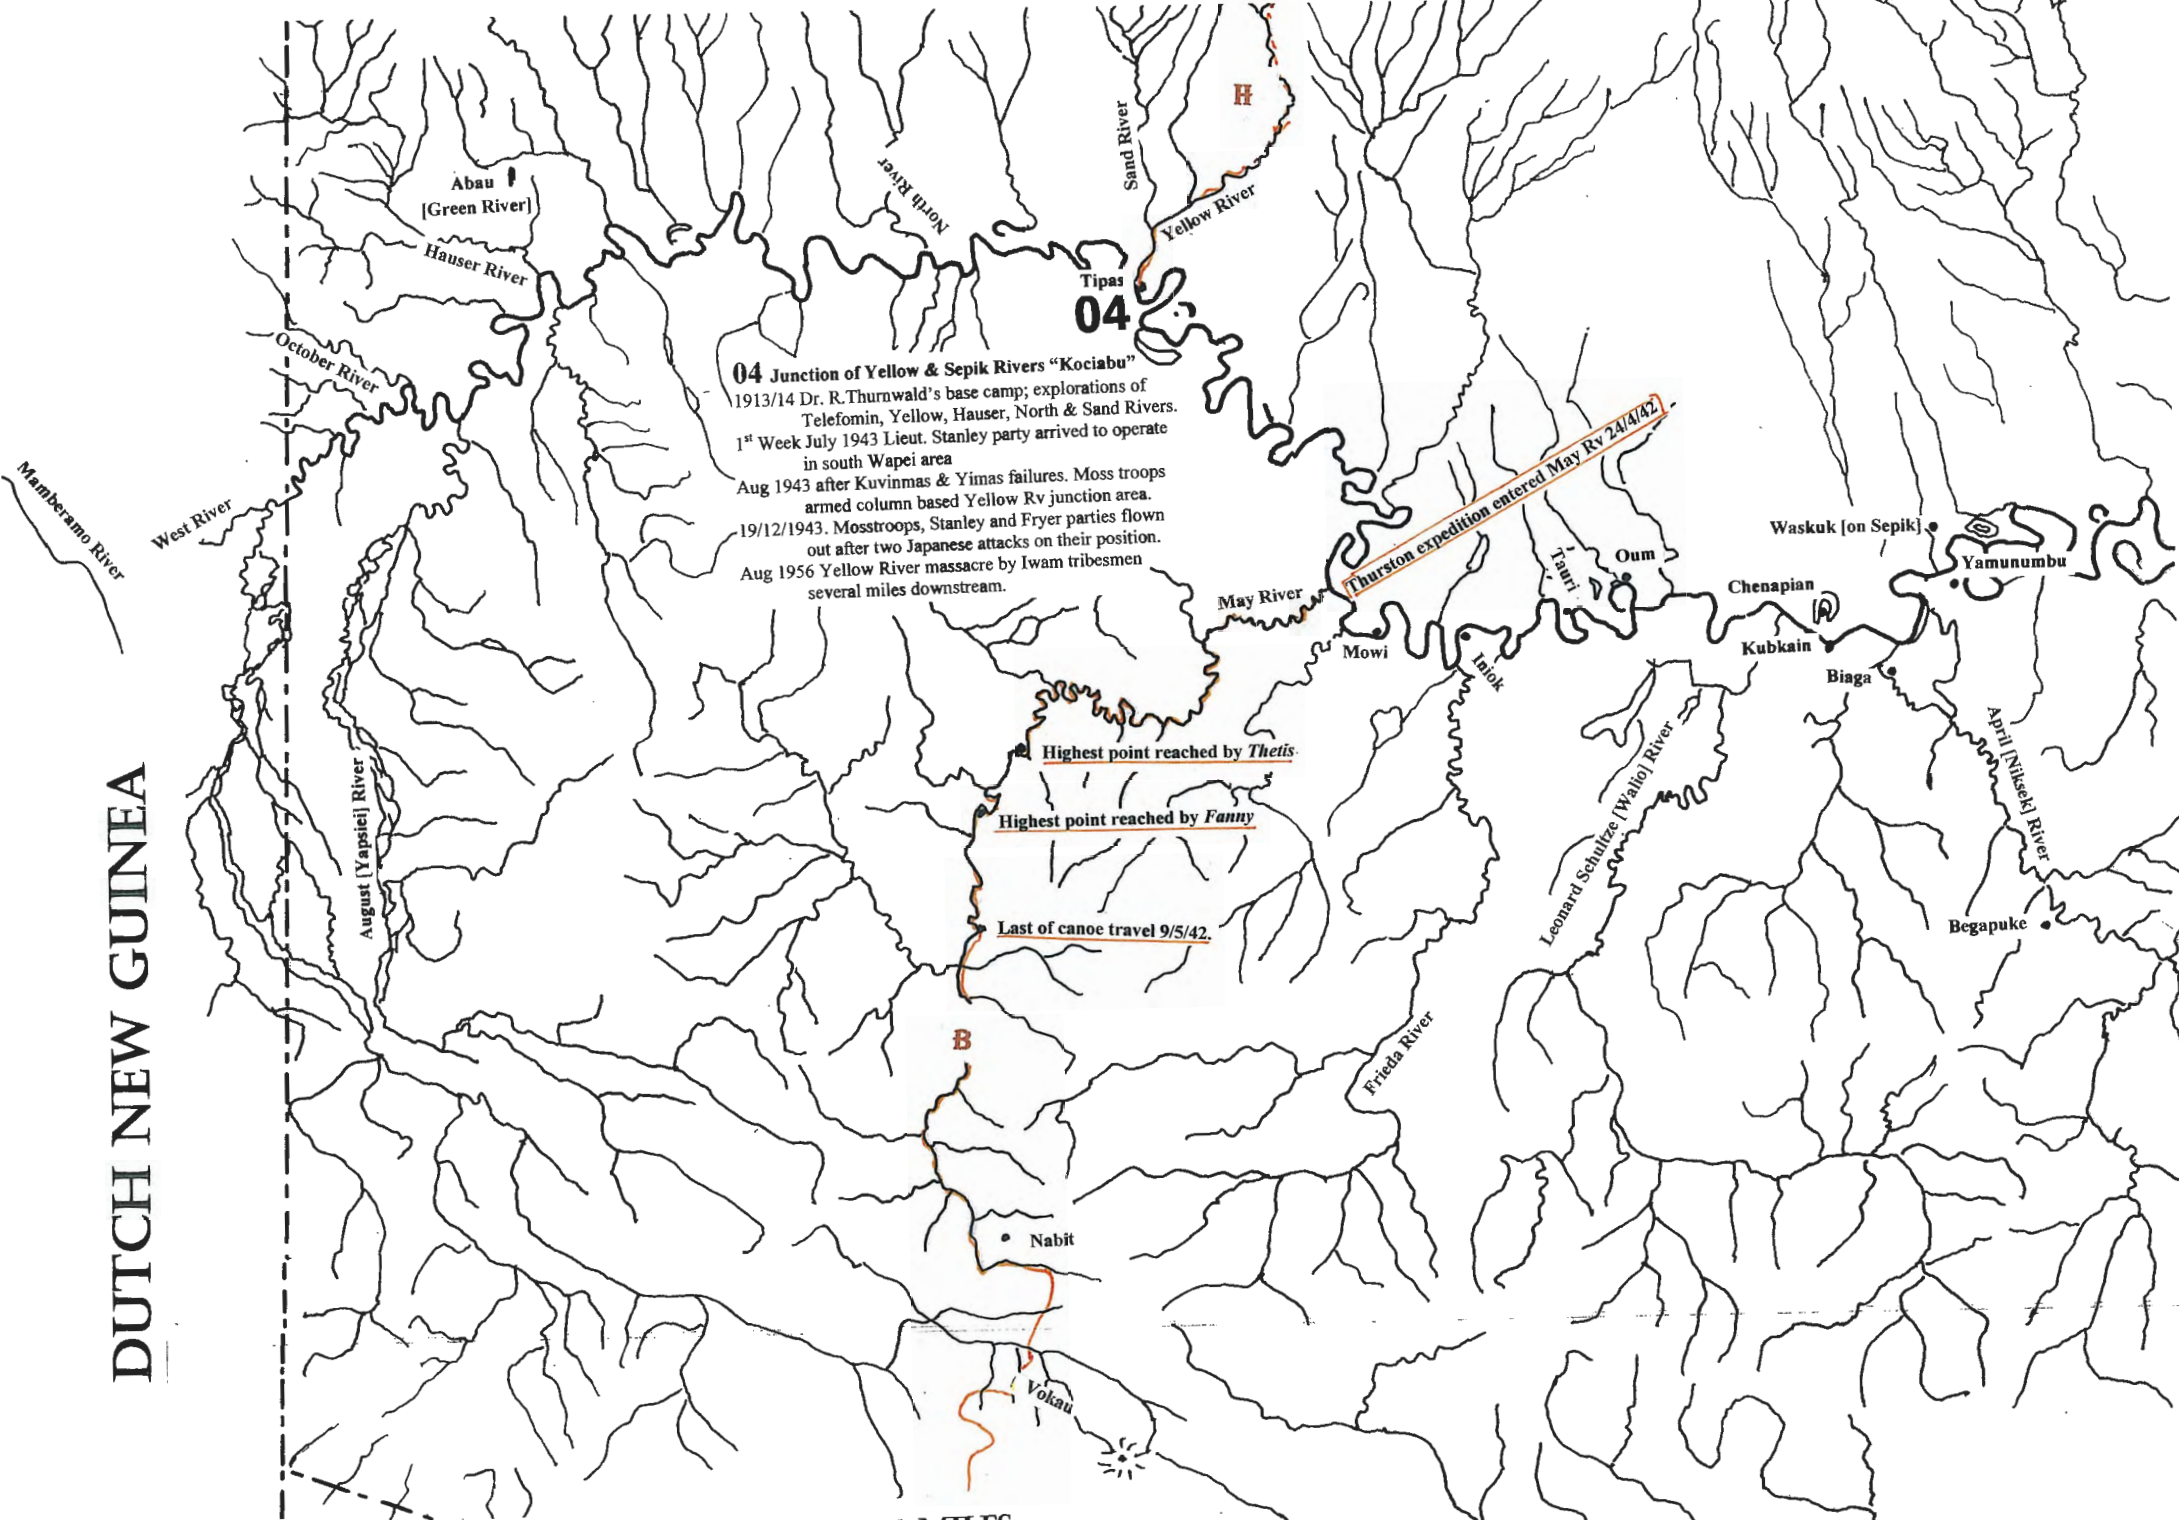 H
Sand River
Abau
[Green River]
North River
Yellow River
Hauser River
Tipas
04
October River
04 Junction of Yellow & Sepik Rivers “Kociabu”
1913/14 Dr. R.Thurnwald’s base camp; explorations of
Telefomin, Yellow, Hauser, North & Sand Rivers.
1st Week July 1943 Lieut. Stanley party arrived to operate
in south Wapei area
Aug 1943 after Kuvinmas & Yimas failures. Moss troops
armed column based Yellow Rv junction area.
19/12/1943. Mosstroops, Stanley and Fryer parties flown
out after two Japanese attacks on their position.
Aug 1956 Yellow River massacre by Iwam tribesmen
several miles downstream.
Thurston expedition entered May Rv 24/4/42
Mamberamo River
West River
Waskuk [on Sepik]
Yamunumbu
Tauri
Oum
Chenapian
May River
Mowi
Iniok
Kubkain
Biaga
April [Niksek] River
Highest point reached by Thetis
Leonard Schultze [Walio] River
August [Yapsiei] River
DUTCH NEW GUINEA
Highest point reached by Fanny
Last of canoe travel 9/5/42.
Begapuke
B
Frieda River
Nabit
Vokau